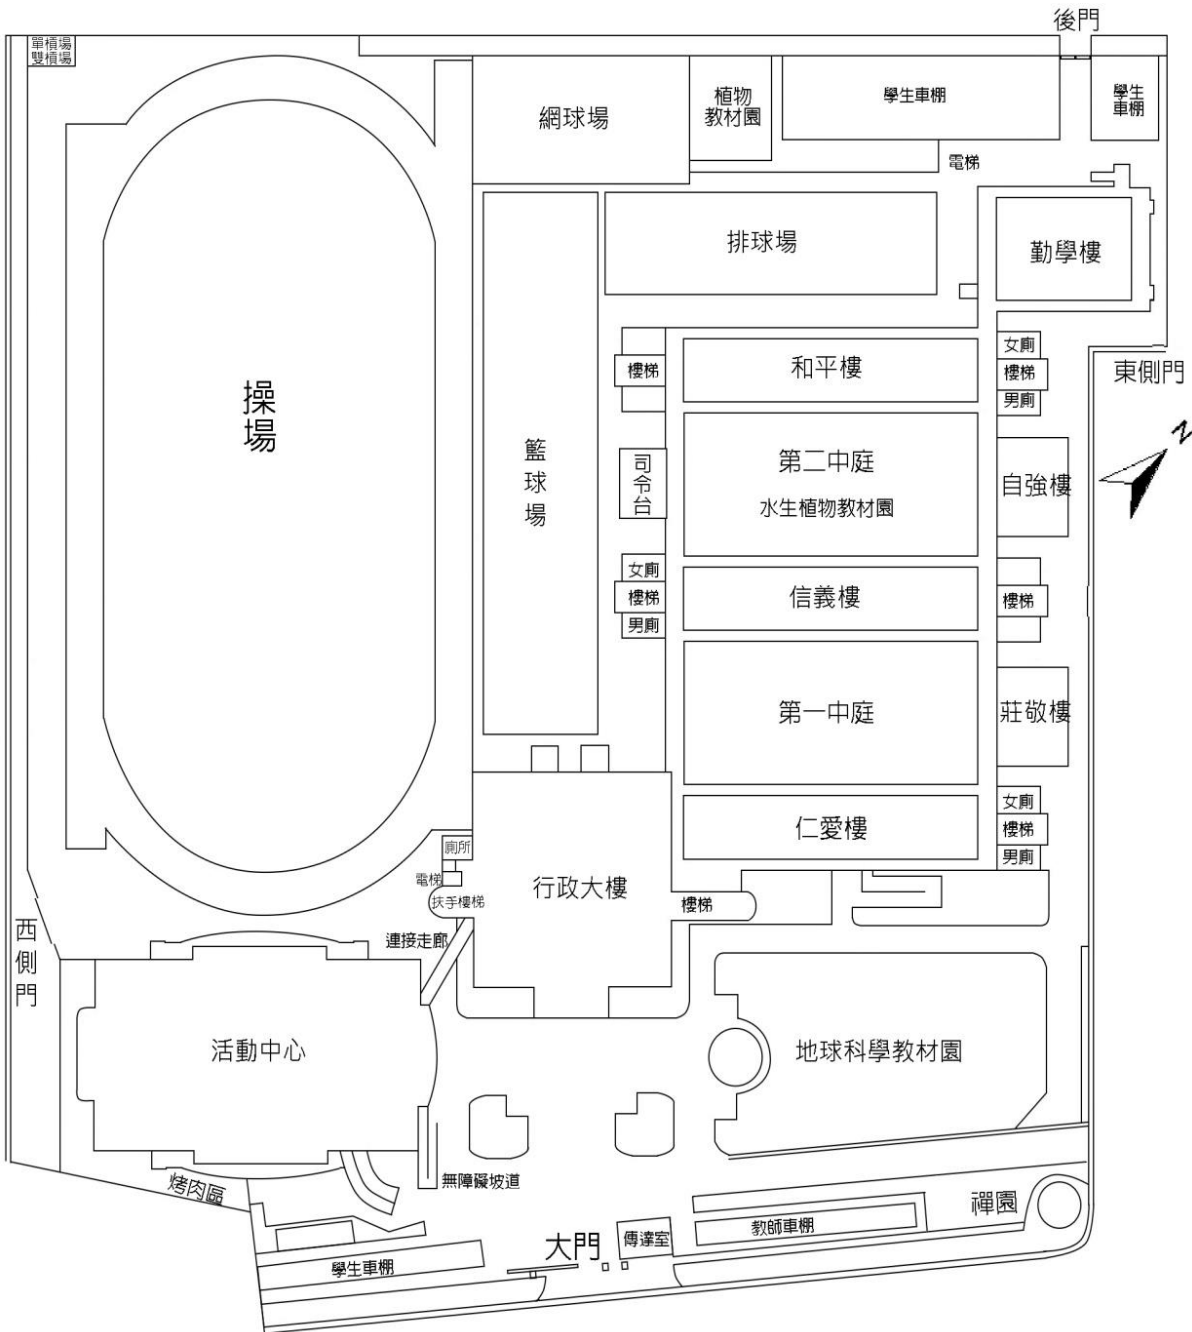 後門
單槓場
雙槓場
網球場
植物
教材園
學生車棚
學生
車棚
電梯
排球場
勤學樓
操場
籃球場
樓梯
和平樓
女廁
樓梯
男廁
東側門
N
司令台
第二中庭
水生植物教材園
自強樓
女廁
樓梯
男廁
信義樓
樓梯
第一中庭
莊敬樓
仁愛樓
女廁
樓梯
男廁
廁所
電梯
扶手樓梯
行政大樓
樓梯
連接走廊
西側門
活動中心
地球科學教材園
無障礙坡道
烤肉區
禪園
教師車棚
傳達室
大門
學生車棚